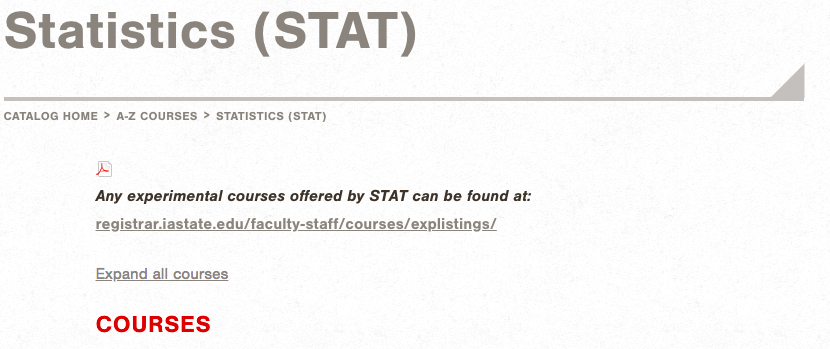 Statistics (STAT)
CATALOG HOME > A-Z COURSES > STATISTICS (STAT)
Any experimental courses offered by STAT can be found at:
registrar.iastate.edu/faculty-staff/courses/explistings/
Expand all courses
COURSES